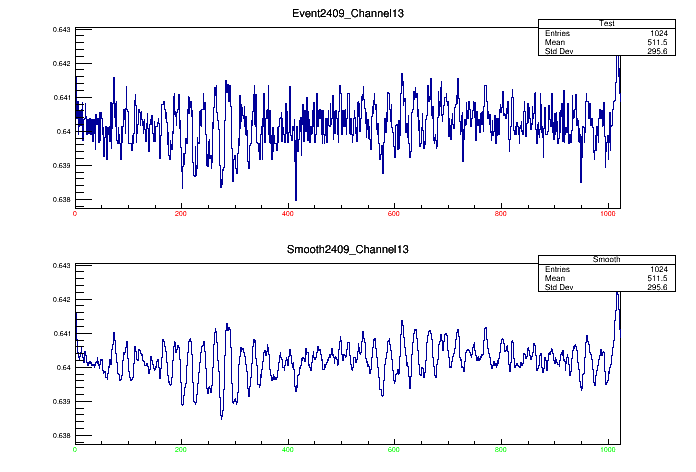 Event2409_Channel13
Test
Entries 1024
Mean 511.5
Std Dev 295.6
0.643
0.642
0.641
0.64
0.639
0.638
0 200 400 600 800 1000
Smooth2409_Channel13
Smooth
Entries 1024
Mean 511.5
Std Dev 295.6
0.643
0.642
0.641
0.64
0.639
0.638
0 200 400 600 800 1000